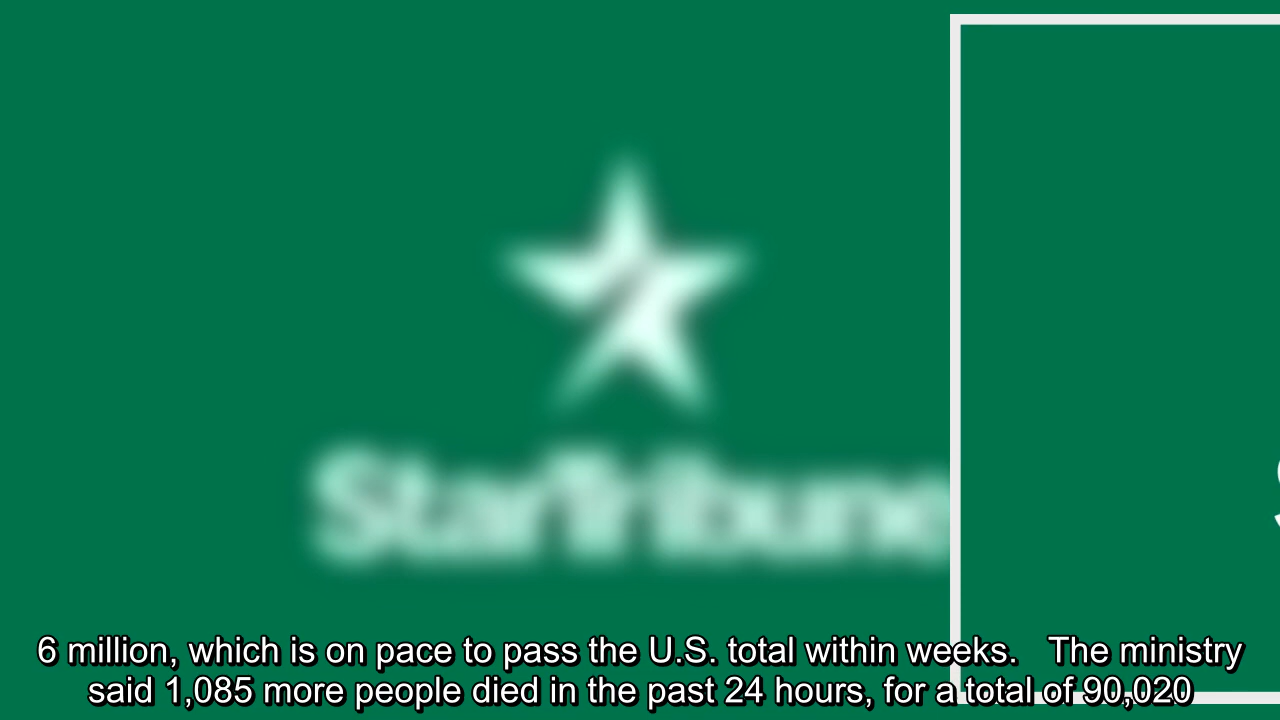 StarTribune
6 million, which is on pace to pass the U.S. total within weeks. The ministry
said 1,085 more people died in the past 24 hours, for a total of 90,020